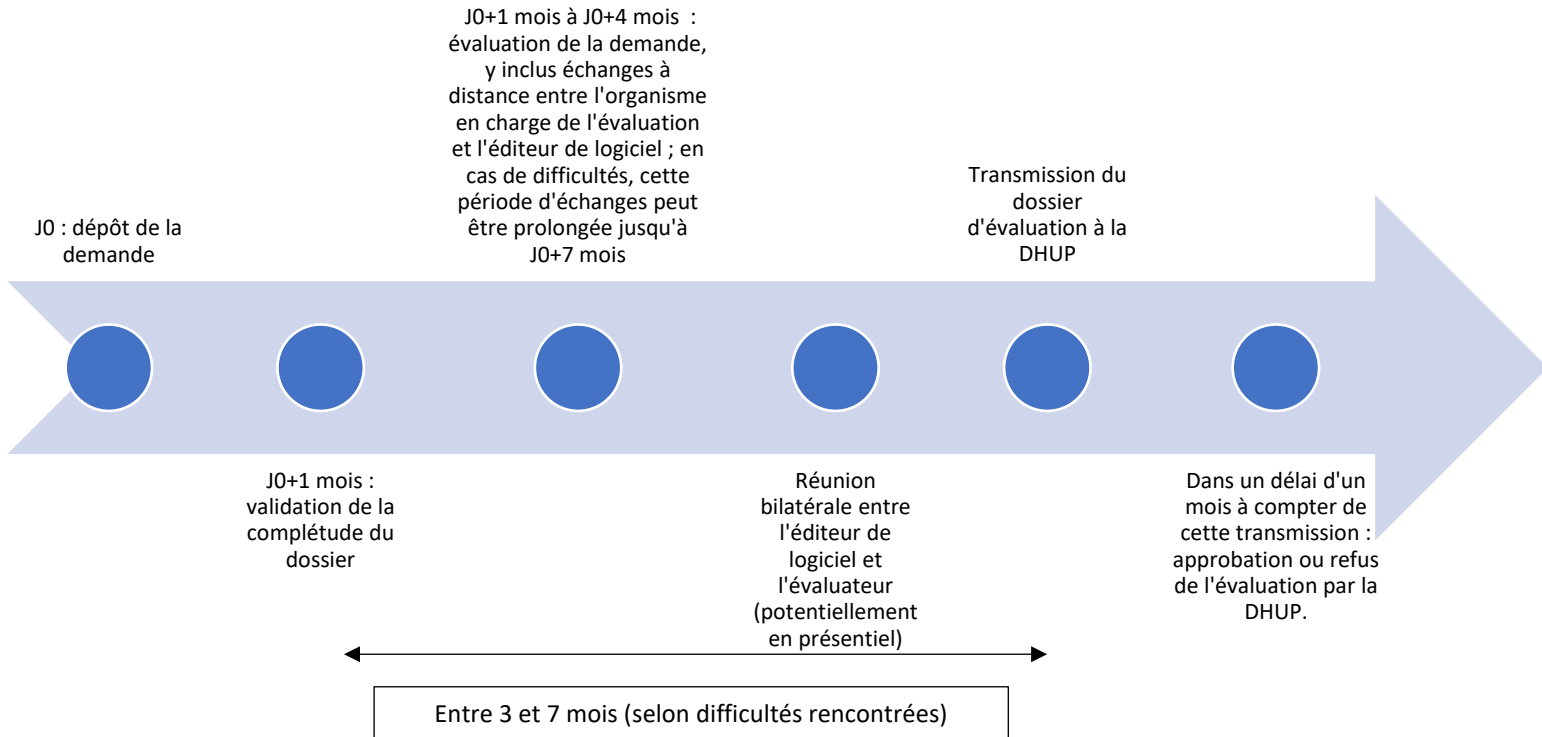 J0 : dépôt de la
demande
J0+1 mois :
validation de la
complétude du
dossier
J0+1 mois à J0+4 mois  :
évaluation de la demande,
y inclus échanges à
distance entre l'organisme
en charge de l'évaluation
et l'éditeur de logiciel ; en
cas de difficultés, cette
période d'échanges peut
être prolongée jusqu'à
J0+7 mois
Réunion
bilatérale entre
l'éditeur de
logiciel et
l'évaluateur
(potentiellement
en présentiel)
Transmission du
dossier
d'évaluation à la
DHUP
Dans un délai d'un
mois à compter de
cette transmission :
approbation ou refus
de l'évaluation par la
DHUP.
Entre 3 et 7 mois (selon difficultés rencontrées)